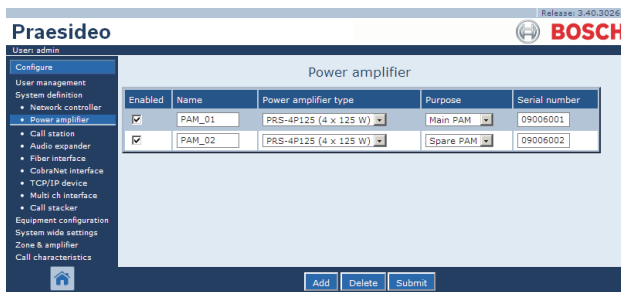 Release: 3.40.3026
Praesideo
BOSCH
User: admin
Configure
User management
System definition
• Network controller
• Power amplifier
• Call station
• Audio expander
• Fiber interface
• CobraNet interface
• TCP/IP device
• Multi ch interface
• Call stacker
Equipment configuration
System wide settings
Zone & amplifier
Call characteristics
Power amplifier
Enabled Name Power amplifier type Purpose Serial number
PAM_01 PRS-4P125 (4 x 125 W) Main PAM 09006001
PAM_02 PRS-4P125 (4 x 125 W) Spare PAM 09006002
Add Delete Submit